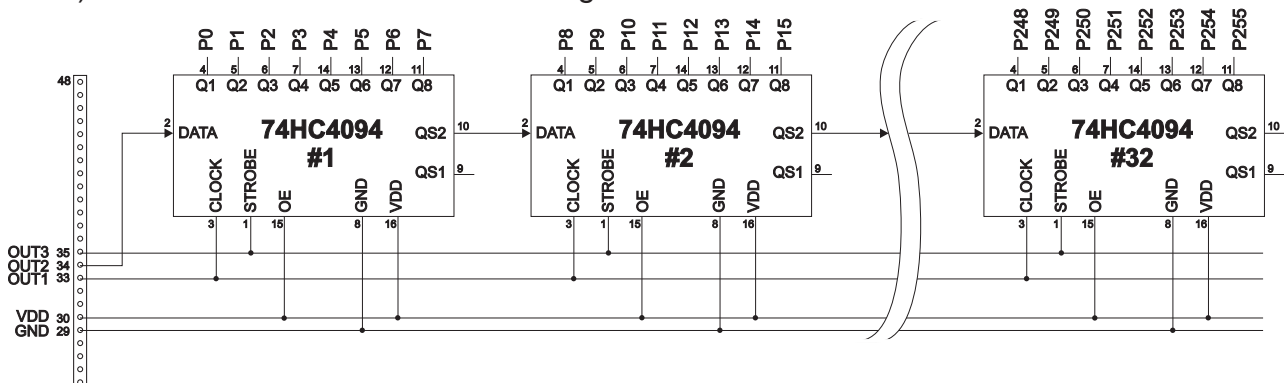 P0 P1 P2 P3 P4 P5 P6 P7
P8 P9 P10 P11 P12 P13 P14 P15
P248 P249 P250 P251 P252 P253 P254 P255
48
4 5 6 7 14 13 12 11
Q1 Q2 Q3 Q4 Q5 Q6 Q7 Q8
2 DATA
74HC4094
#1
QS2 10
QS1 9
CLOCK STROBE OE GND VDD
3 1 15 8 16
4 5 6 7 14 13 12 11
Q1 Q2 Q3 Q4 Q5 Q6 Q7 Q8
2 DATA
74HC4094
#2
QS2 10
QS1 9
CLOCK STROBE OE GND VDD
3 1 15 8 16
4 5 6 7 14 13 12 11
Q1 Q2 Q3 Q4 Q5 Q6 Q7 Q8
2 DATA
74HC4094
#32
QS2 10
QS1 9
CLOCK STROBE OE GND VDD
3 1 15 8 16
OUT3 35
OUT2 34
OUT1 33
VDD 30
GND 29